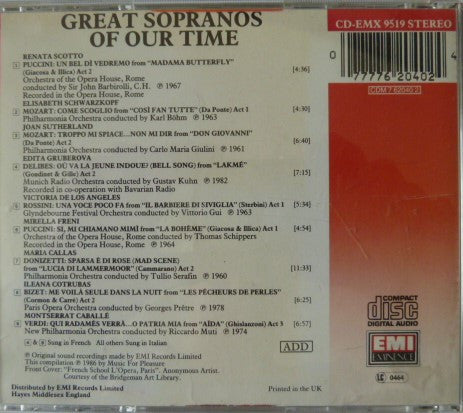 GREAT SOPRANOS
OF OUR TIME
CD-EMX 9519 STEREO
0 77776 20402 4
CDM 7 62040 2
RENATA SCOTTO
1 PUCCINI: UN BEL DÌ VEDREMO from "MADAMA BUTTERFLY" [4:36]
(Giacosa & Illica) Act 2
Orchestra of the Opera House, Rome
conducted by Sir John Barbirolli, C.H. ℗ 1967
Recorded in the Opera House, Rome
ELISABETH SCHWARZKOPF
2 MOZART: COME SCOGLIO from "COSÌ FAN TUTTE" (Da Ponte) Act 1 [4:30]
Philharmonia Orchestra conducted by Karl Böhm ℗ 1963
JOAN SUTHERLAND
3 MOZART: TROPPO MI SPIACE...NON MI DIR from "DON GIOVANNI"
(Da Ponte) Act 2 [6:40]
Philharmonia Orchestra conducted by Carlo Maria Giulini ℗ 1961
EDITA GRUBEROVA
4 DELIBES: OÙ VA LA JEUNE INDOUE? (BELL SONG) from "LAKMÉ"
(Gondinet & Gille) Act 2 [7:15]
Munich Radio Orchestra conducted by Gustav Kuhn ℗ 1982
Recorded in co-operation with Bavarian Radio
VICTORIA DE LOS ANGELES
5 ROSSINI: UNA VOCE POCO FA from "IL BARBIERE DI SIVIGLIA" (Sterbini) Act 1 [5:34]
Glyndebourne Festival Orchestra conducted by Vittorio Gui ℗ 1963
MIRELLA FRENI
6 PUCCINI: SI, MI CHIAMANO MIMÌ from "LA BOHÈME" (Giacosa & Illica) Act 1 [4:54]
Orchestra of the Opera House, Rome conducted by Thomas Schippers
Recorded in the Opera House, Rome ℗ 1964
MARIA CALLAS
7 DONIZETTI: SPARSA È DI ROSE (MAD SCENE)
from "LUCIA DI LAMMERMOOR" (Cammarano) Act 2 [11:33]
Philharmonia Orchestra conducted by Tullio Serafin ℗ 1960
ILEANA COTRUBAS
8 BIZET: ME VOILÀ SEULE DANS LA NUIT from "LES PÊCHEURS DE PERLES"
(Cormon & Carré) Act 2 [6:25]
Paris Opera Orchestra conducted by Georges Prêtre ℗ 1978
MONTSERRAT CABALLÉ
9 VERDI: QUI RADAMÈS VERRÀ...O PATRIA MIA from "AÏDA" (Ghislanzoni) Act 3 [6:57]
New Philharmonia Orchestra conducted by Riccardo Muti ℗ 1974
4 & 8 Sung in French All others Sung in Italian
℗ Original sound recordings made by EMI Records Limited
This compilation ℗ 1986 by Music For Pleasure
Front Cover: "French School L'Opera, Paris". Anonymous Artist.
Courtesy of the Bridgeman Art Library.
ADD
COMPACT
disc
DIGITAL AUDIO
EMI
EMINENCE
LC 0464
Distributed by EMI Records Limited
Hayes Middlesex England
Printed in the UK